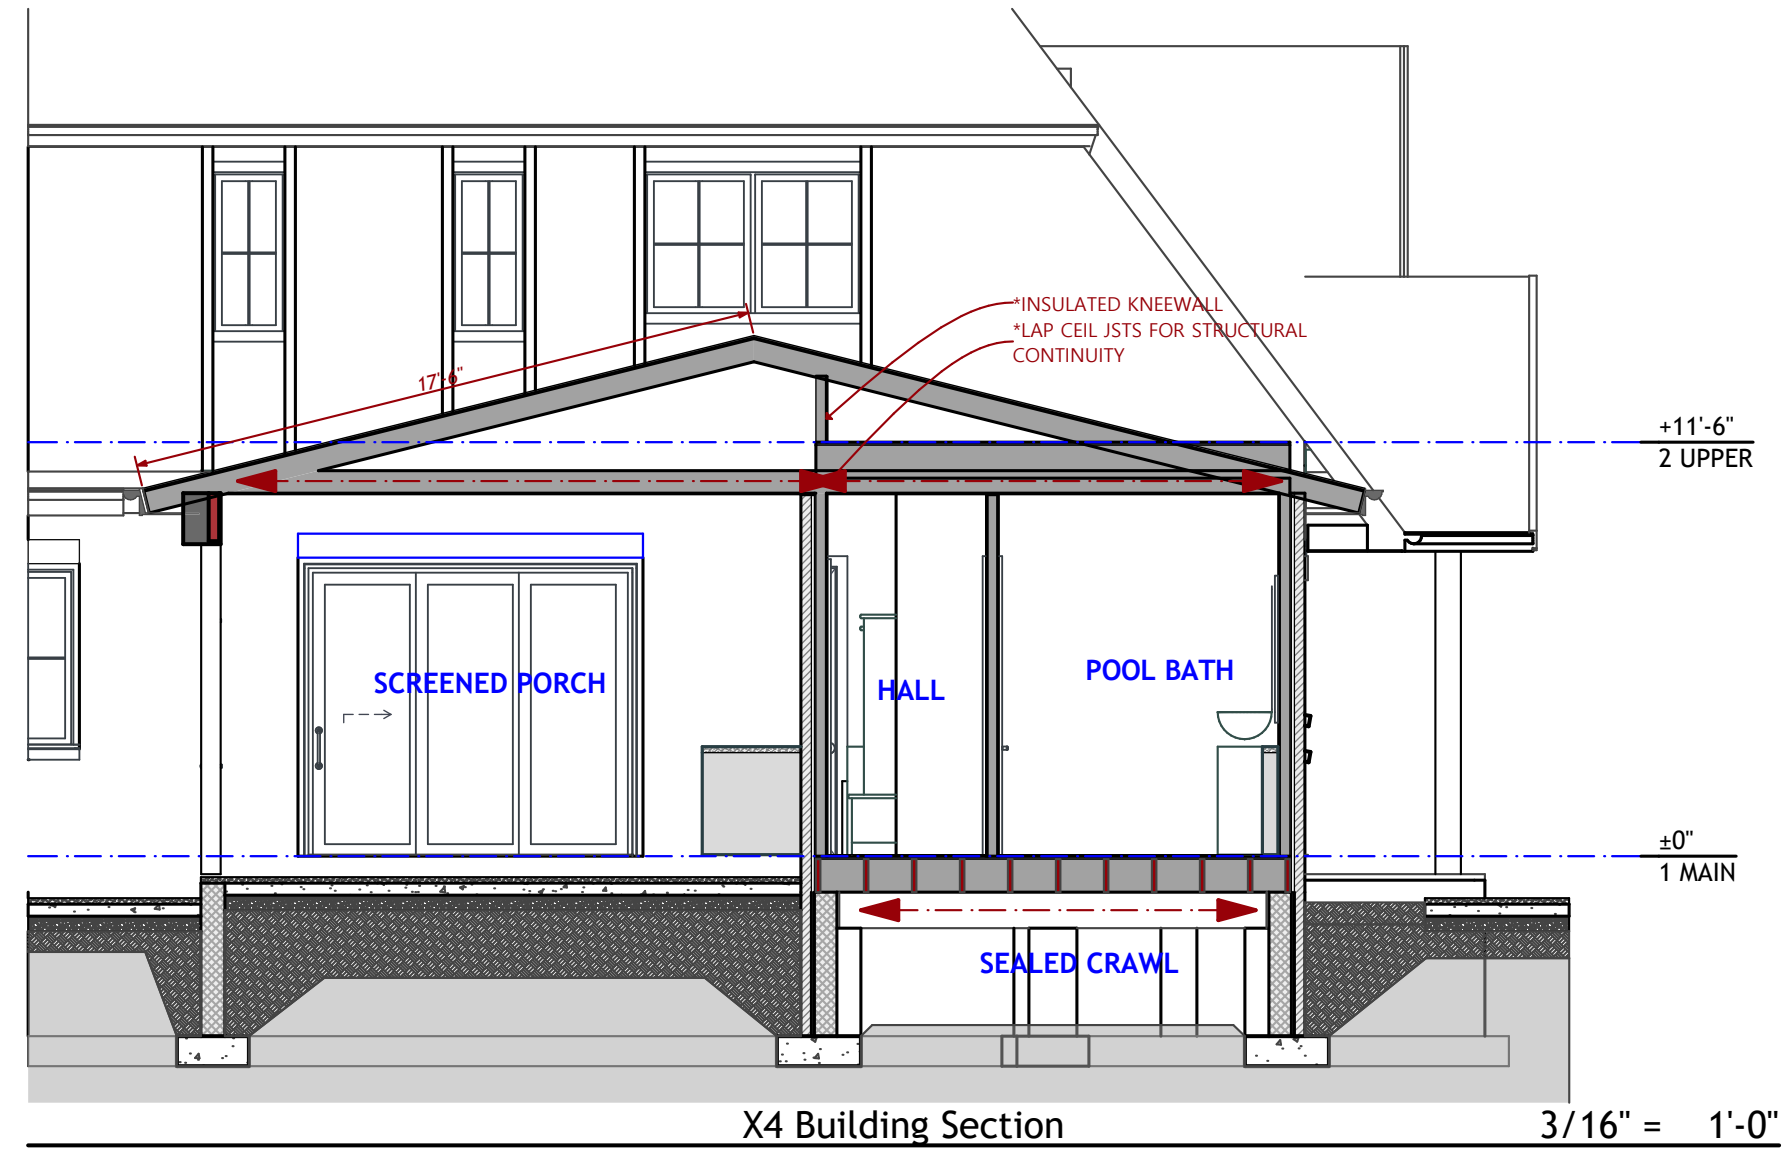 *INSULATED KNEEWALL
*LAP CEIL JSTS FOR STRUCTURAL
CONTINUITY
17'-6"
+11'-6"
2 UPPER
SCREENED PORCH
HALL
POOL BATH
±0"
1 MAIN
SEALED CRAWL
X4 Building Section
3/16" = 1'-0"